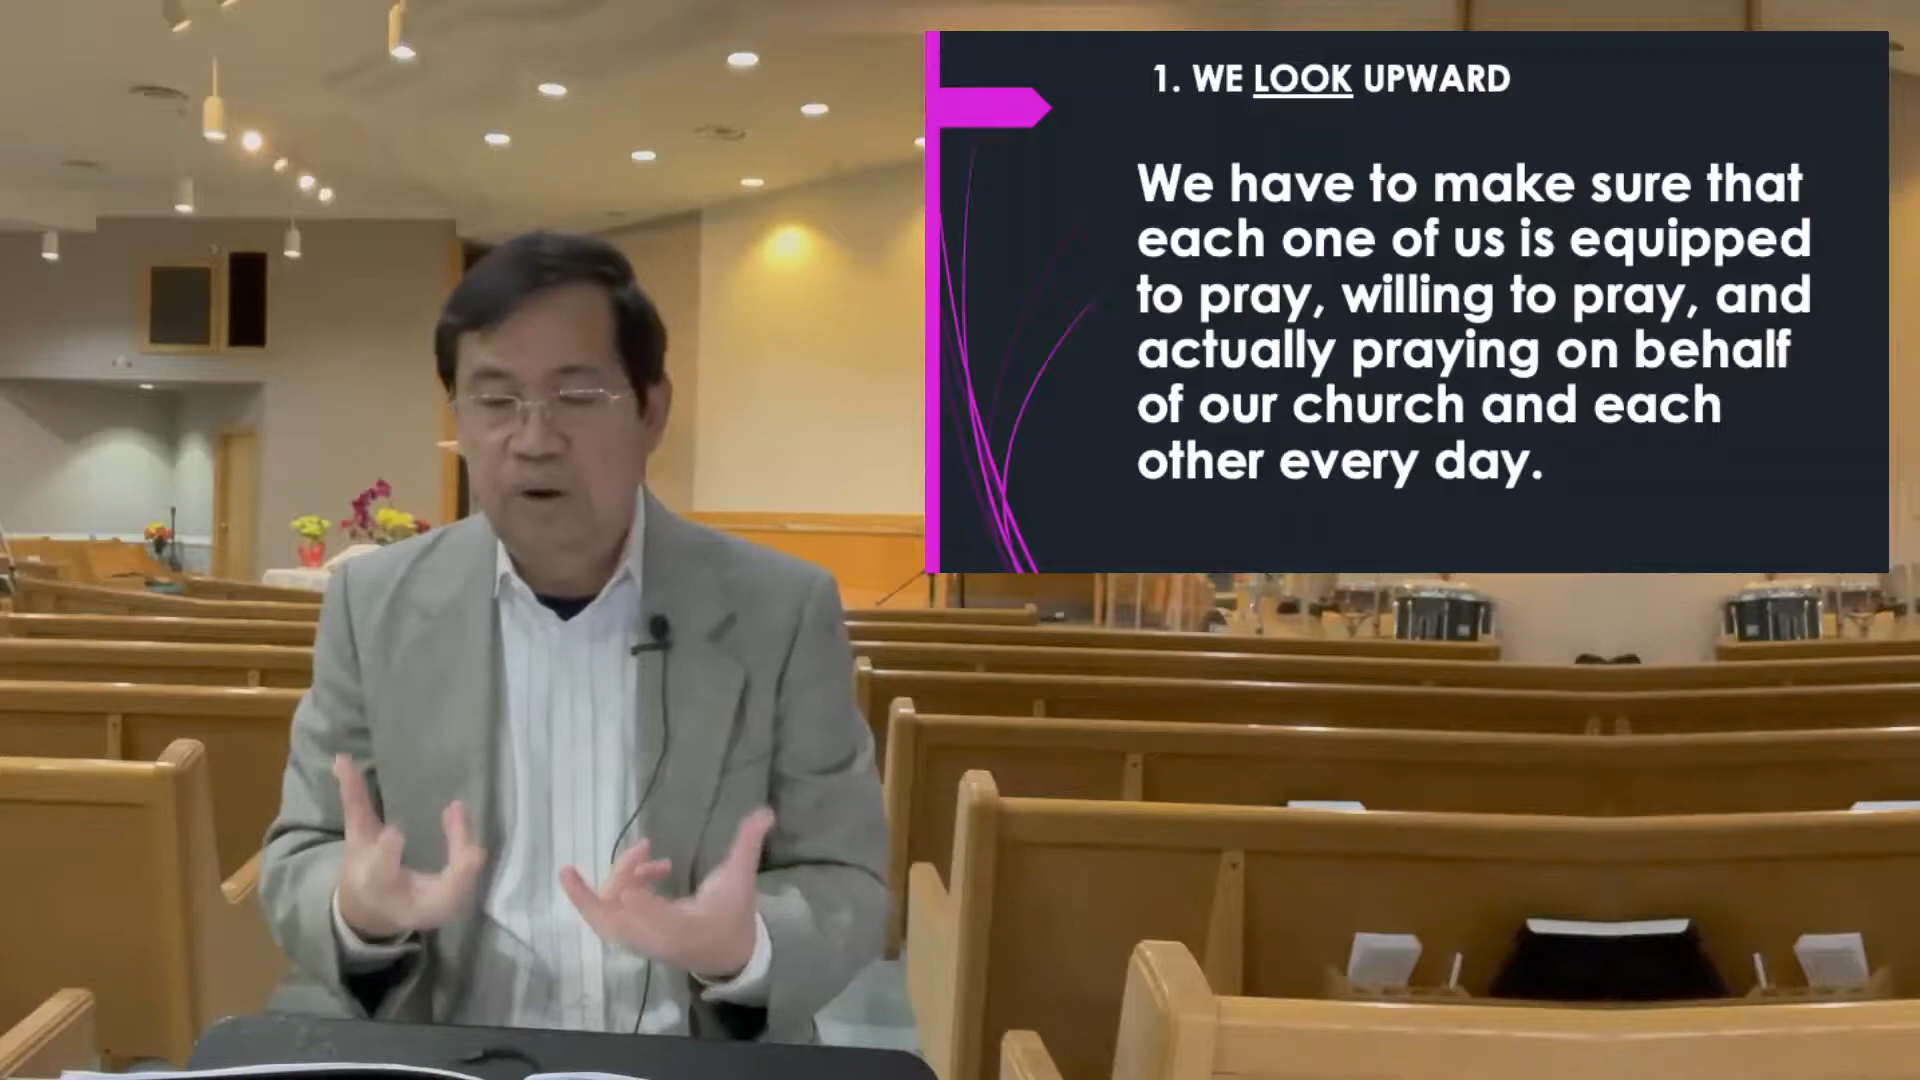 1. WE LOOK UPWARD
We have to make sure that
each one of us is equipped
to pray, willing to pray, and
actually praying on behalf
of our church and each
other every day.